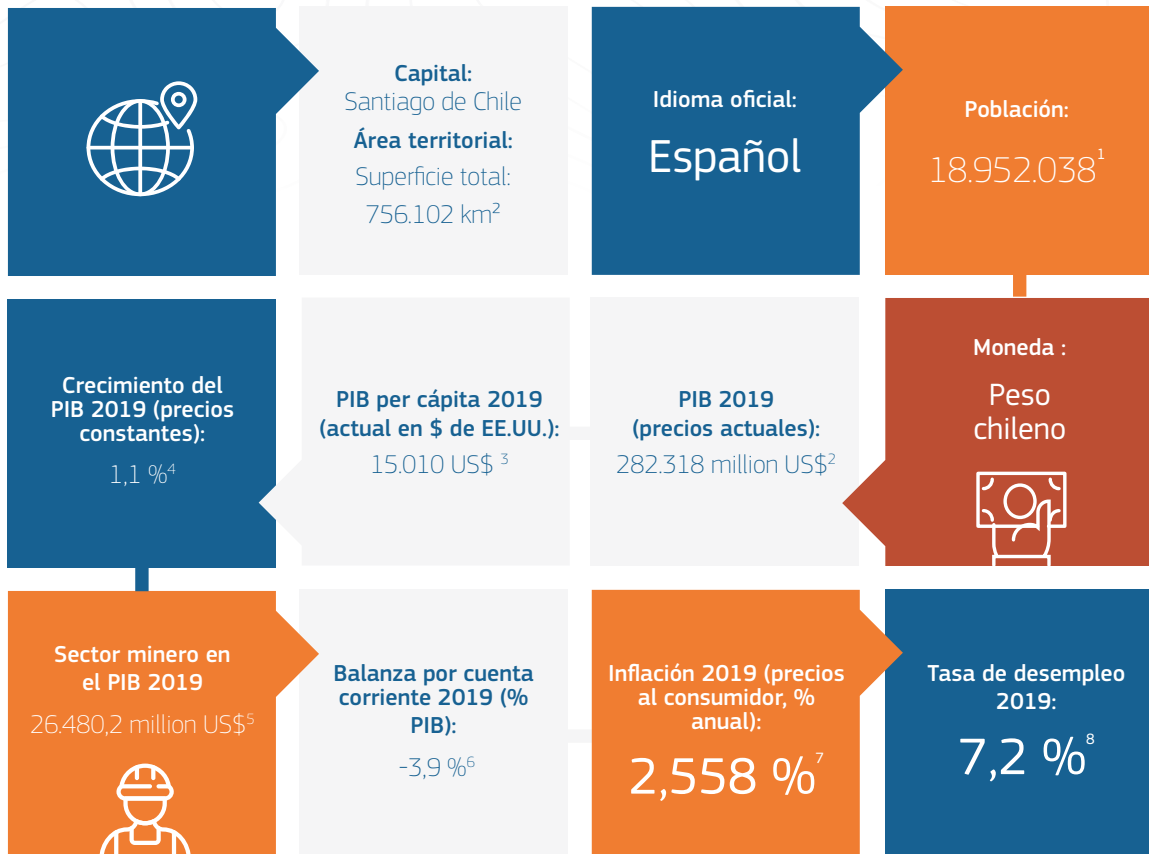 Capital:
Santiago de Chile
Área territorial:
Superficie total:
756.102 km²
Idioma oficial:
Español
Población:
18.952.038¹
Moneda :
Peso
chileno
PIB 2019
(precios actuales):
282.318 million US$²
PIB per cápita 2019
(actual en $ de EE.UU.):
15.010 US$ ³
Crecimiento del
PIB 2019 (precios
constantes):
1,1 %⁴
Sector minero en
el PIB 2019
26.480,2 million US$⁵
Balanza por cuenta
corriente 2019 (%
PIB):
-3,9 %⁶
Inflación 2019 (precios
al consumidor, %
anual):
2,558 %⁷
Tasa de desempleo
2019:
7,2 %⁸